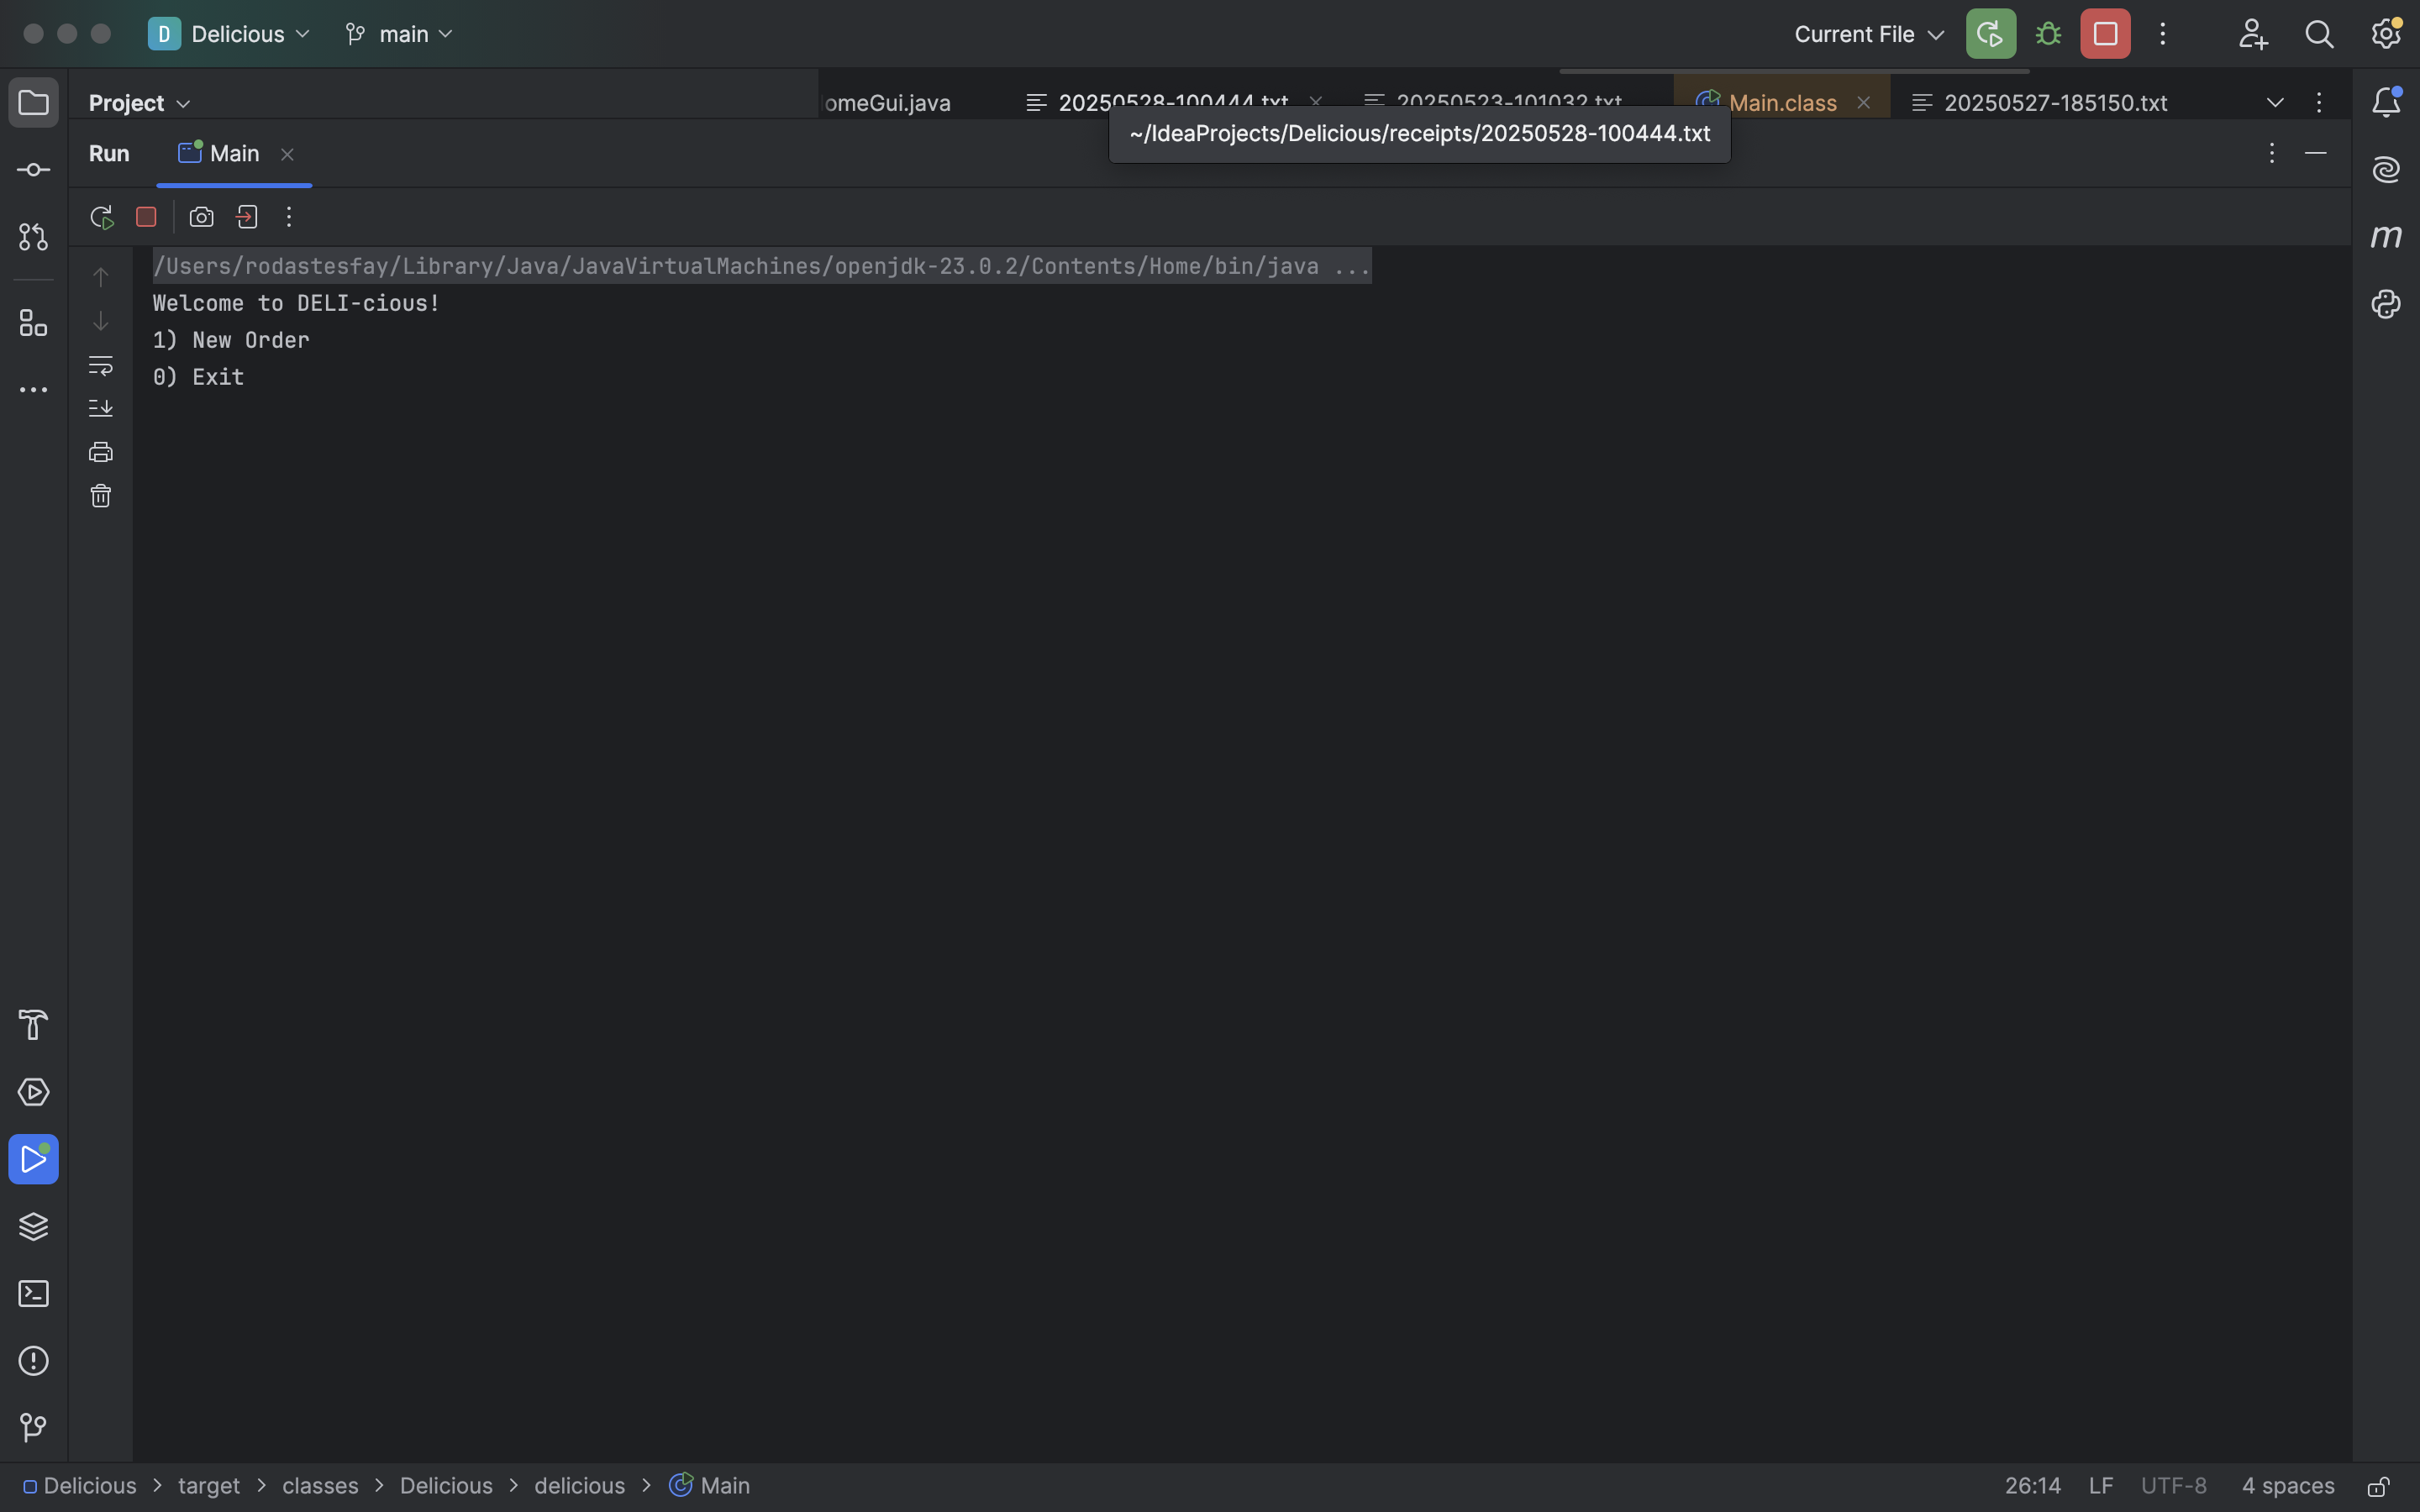 D Delicious main Current File
Project
omeGui.java 20250528-100444.txt 20250523-101032.txt Main.class 20250527-185150.txt
~/IdeaProjects/Delicious/receipts/20250528-100444.txt
Run Main
/Users/rodastesfay/Library/Java/JavaVirtualMachines/openjdk-23.0.2/Contents/Home/bin/java ...
Welcome to DELI-cious!
1) New Order
0) Exit
Delicious > target > classes > Delicious > delicious > Main
26:14 LF UTF-8 4 spaces